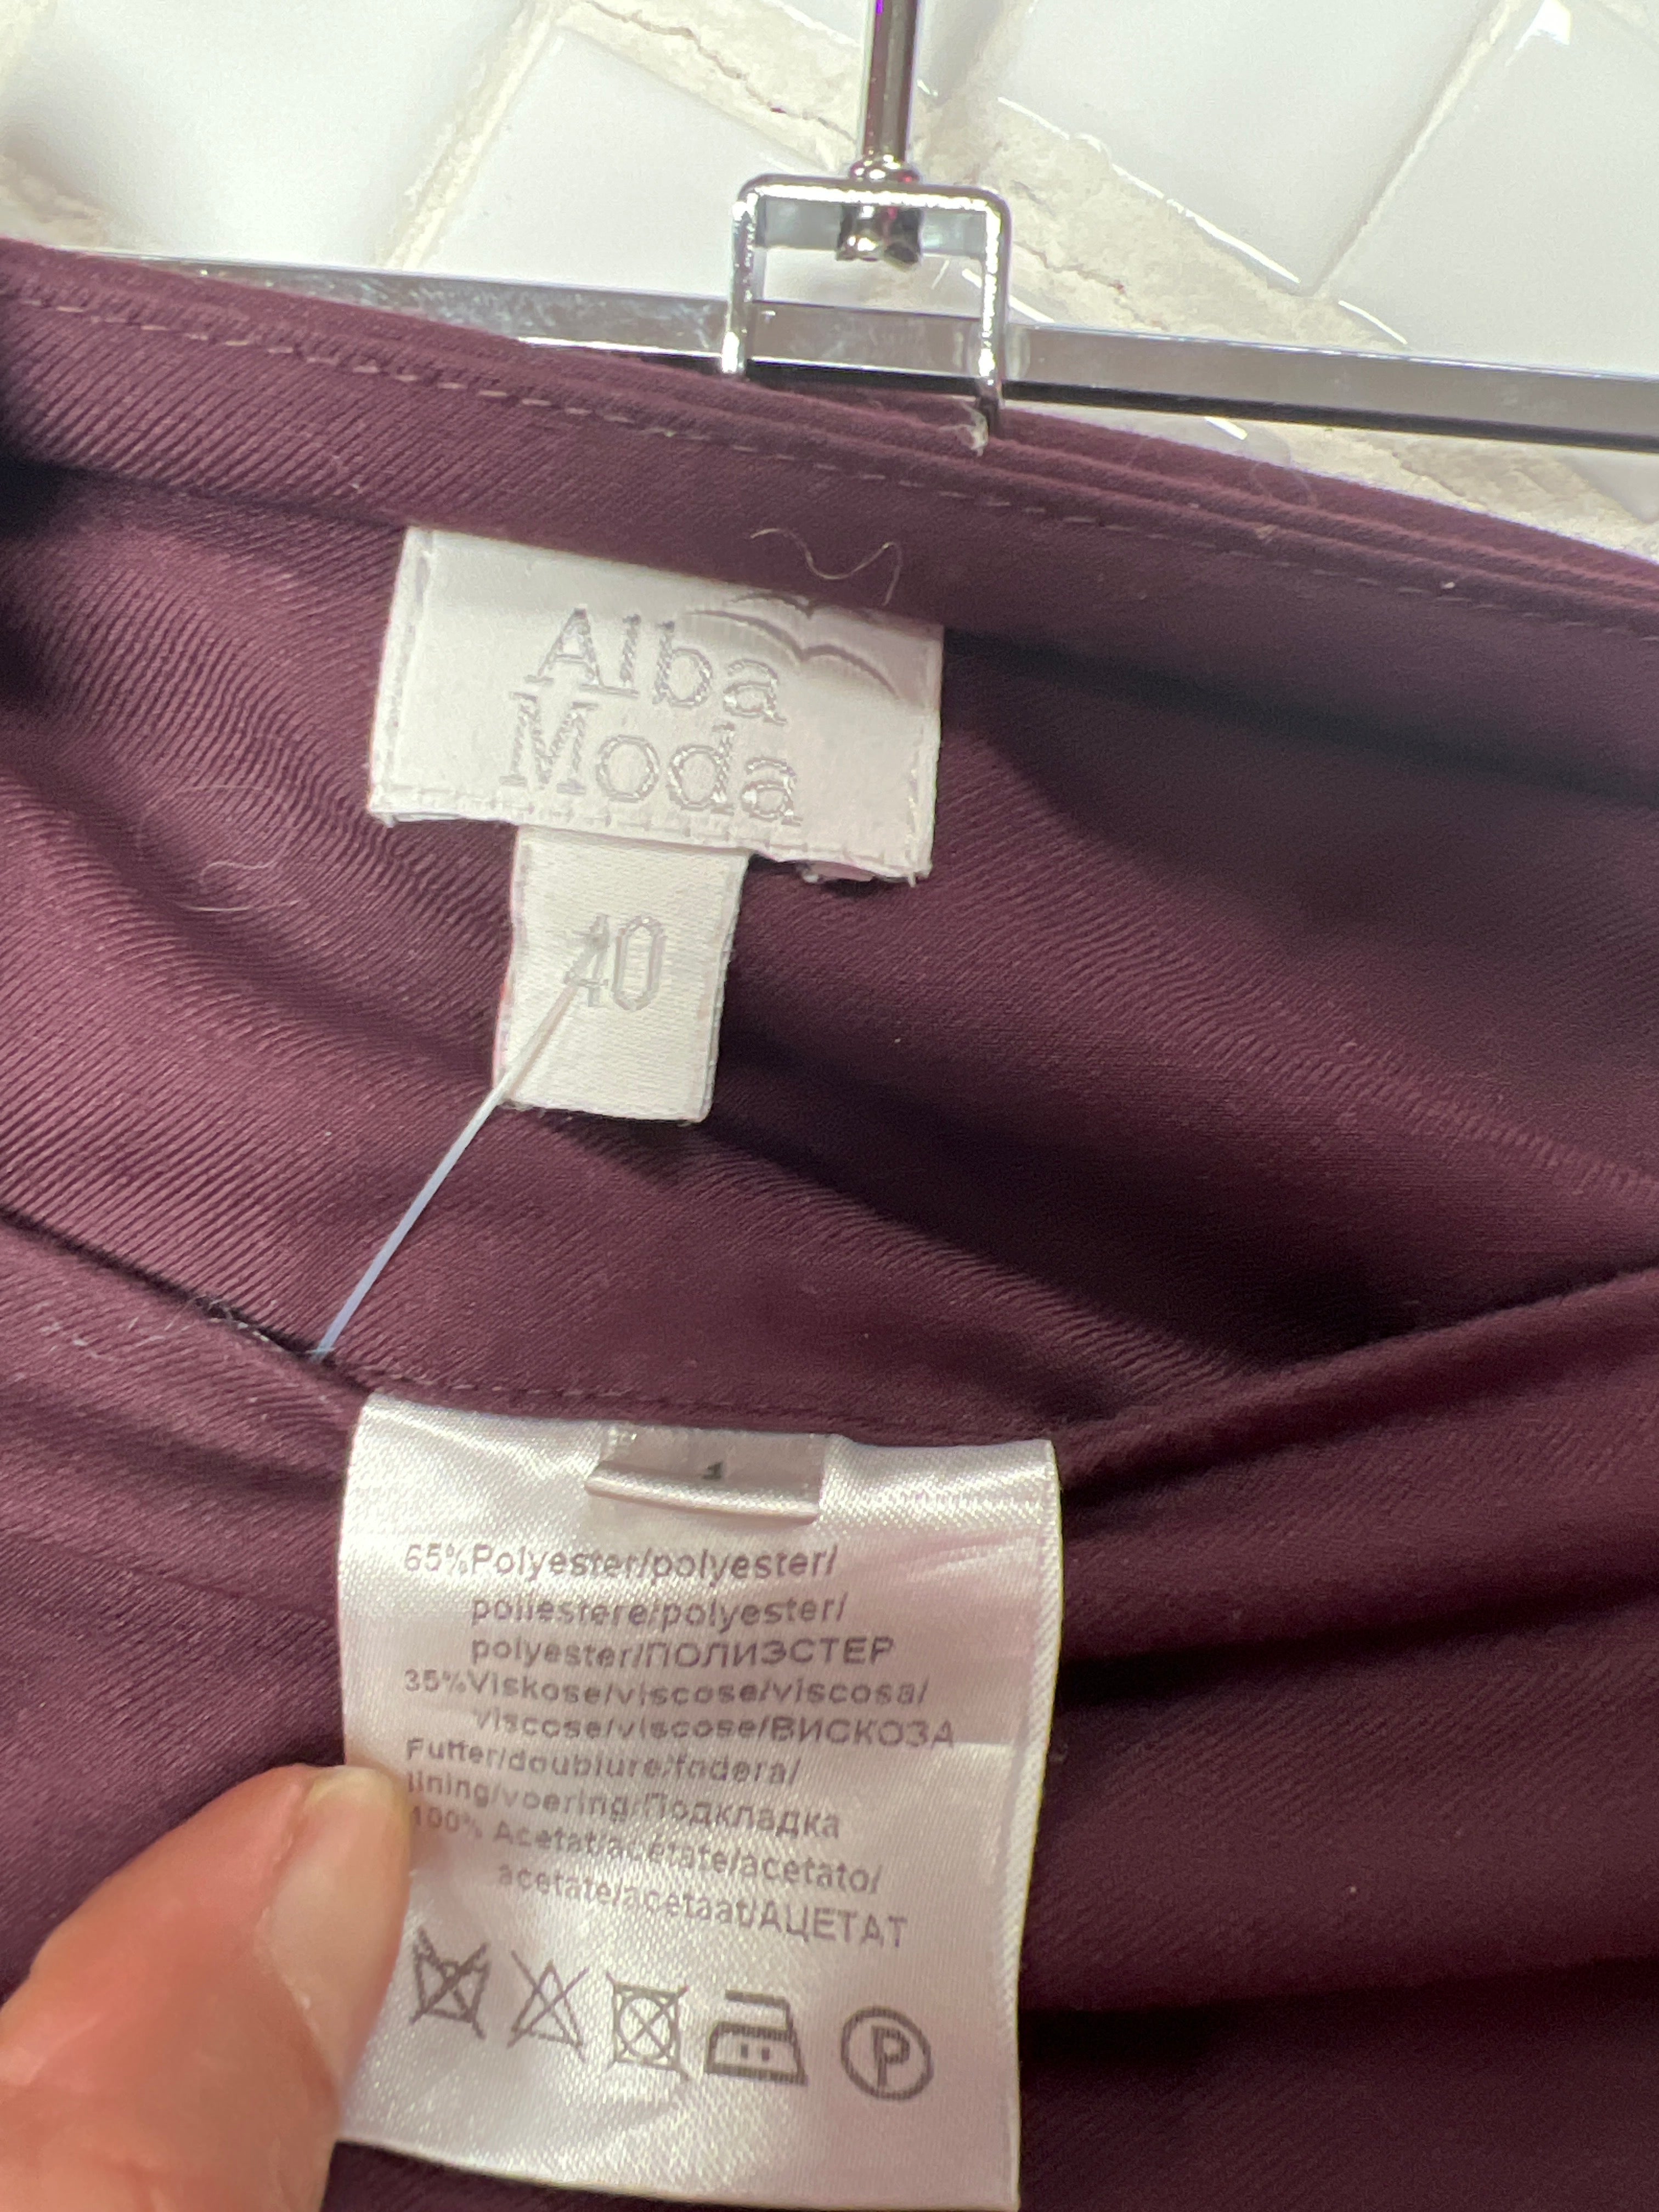 Alba
Moda
40
1
65%Polyester/polyester/
poliestere/polyester/
polyester/ПОЛИЭСТЕР
35%Viskose/viscose/viscosa/
viscose/viscose/ВИСКОЗА
Futter/doublure/fodera/
lining/voering/Подкладка
100% Acetat/acetate/acetato/
acetate/acetaat/АЦЕТАТ
P